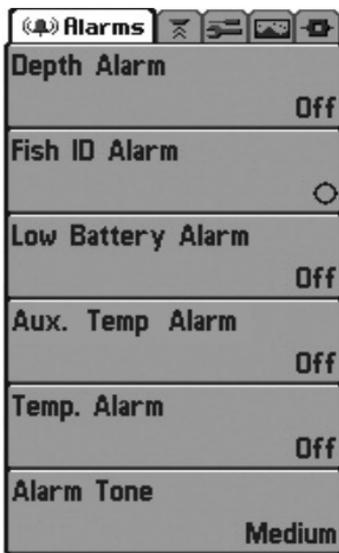 Alarms
Depth Alarm
Off
Fish ID Alarm
Low Battery Alarm
Off
Aux. Temp Alarm
Off
Temp. Alarm
Off
Alarm Tone
Medium